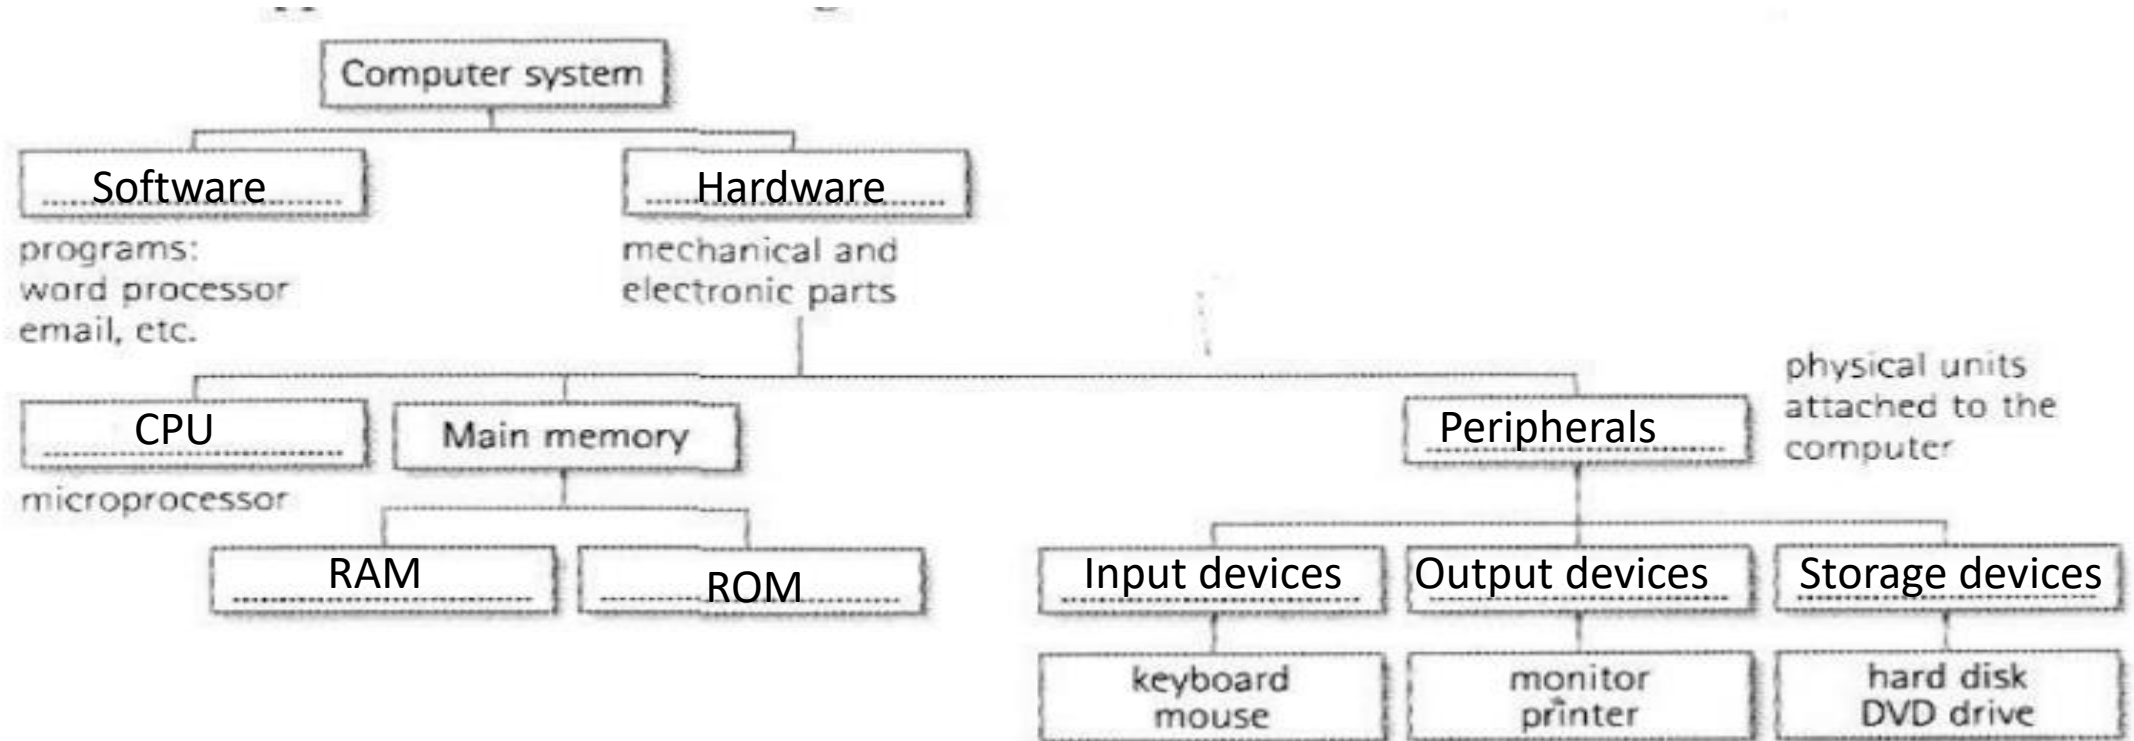 Computer system
Software
Hardware
programs:
word processor
email, etc.
mechanical and
electronic parts
physical units
attached to the
computer
CPU
Main memory
Peripherals
microprocessor
RAM
ROM
Input devices
Output devices
Storage devices
keyboard
mouse
monitor
printer
hard disk
DVD drive